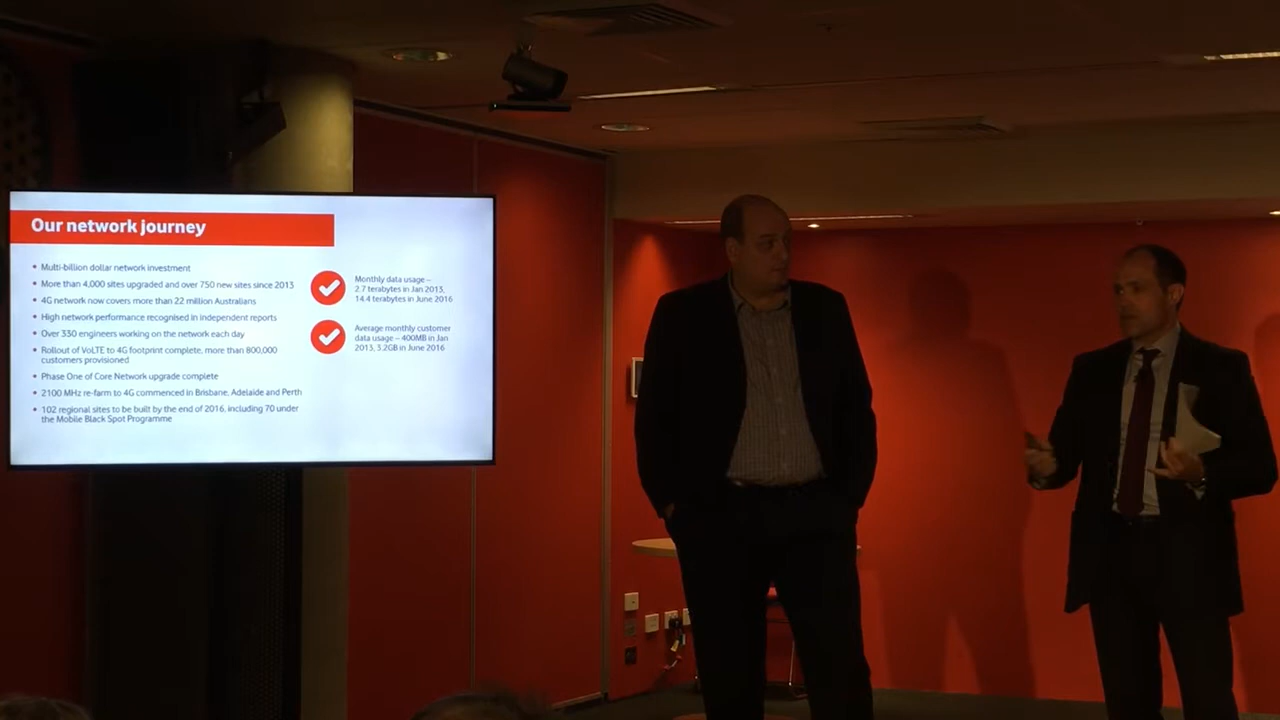 Our network journey
• Multi-billion dollar network investment
• More than 4,000 sites upgraded and over 750 new sites since 2013
• 4G network now covers more than 22 million Australians
• High network performance recognised in independent reports
• Over 330 engineers working on the network each day
• Rollout of VoLTE to 4G footprint complete, more than 800,000
customers provisioned
• Phase One of Core Network upgrade complete
• 2100 MHz re-farm to 4G commenced in Brisbane, Adelaide and Perth
• 102 regional sites to be built by the end of 2016, including 70 under
the Mobile Black Spot Programme
Monthly data usage –
2.7 terabytes in Jan 2013,
14.4 terabytes in June 2016
Average monthly customer
data usage – 400MB in Jan
2013, 3.2GB in June 2016